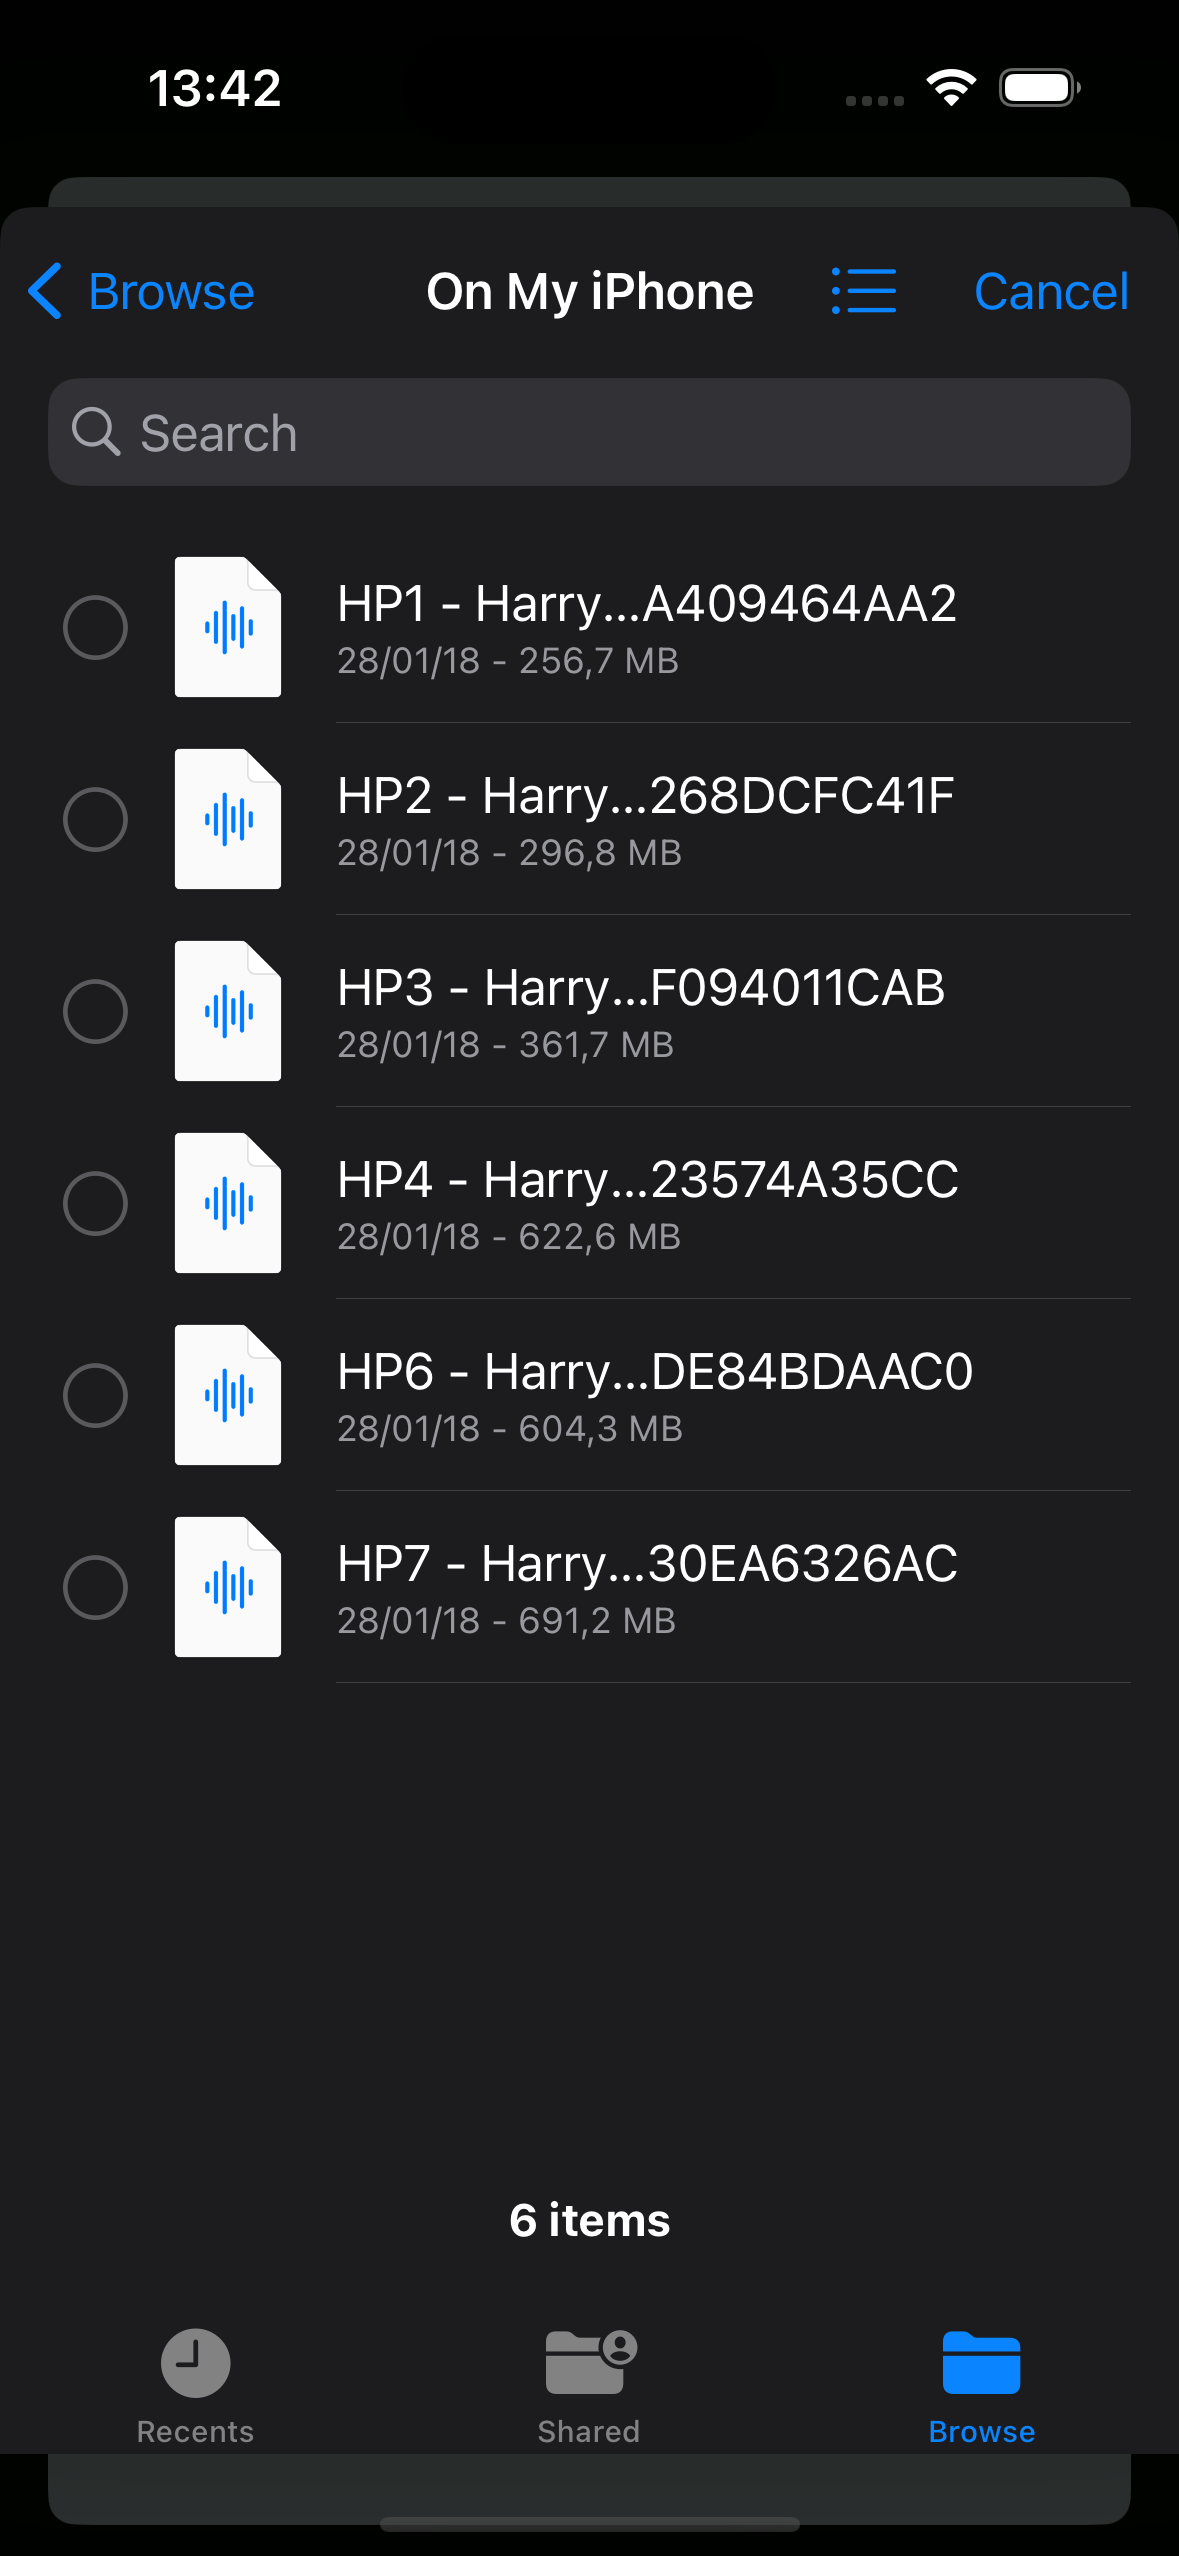 13:42
Browse
On My iPhone
Cancel
Search
HP1 - Harry...A409464AA2
28/01/18 - 256,7 MB
HP2 - Harry...268DCFC41F
28/01/18 - 296,8 MB
HP3 - Harry...F094011CAB
28/01/18 - 361,7 MB
HP4 - Harry...23574A35CC
28/01/18 - 622,6 MB
HP6 - Harry...DE84BDAAC0
28/01/18 - 604,3 MB
HP7 - Harry...30EA6326AC
28/01/18 - 691,2 MB
6 items
Recents
Shared
Browse